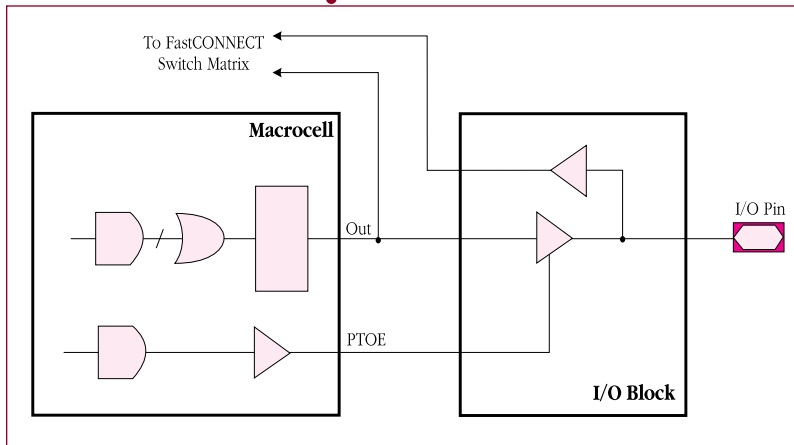 To FastCONNECT
Switch Matrix
Macrocell
I/O Pin
Out
PTOE
I/O Block